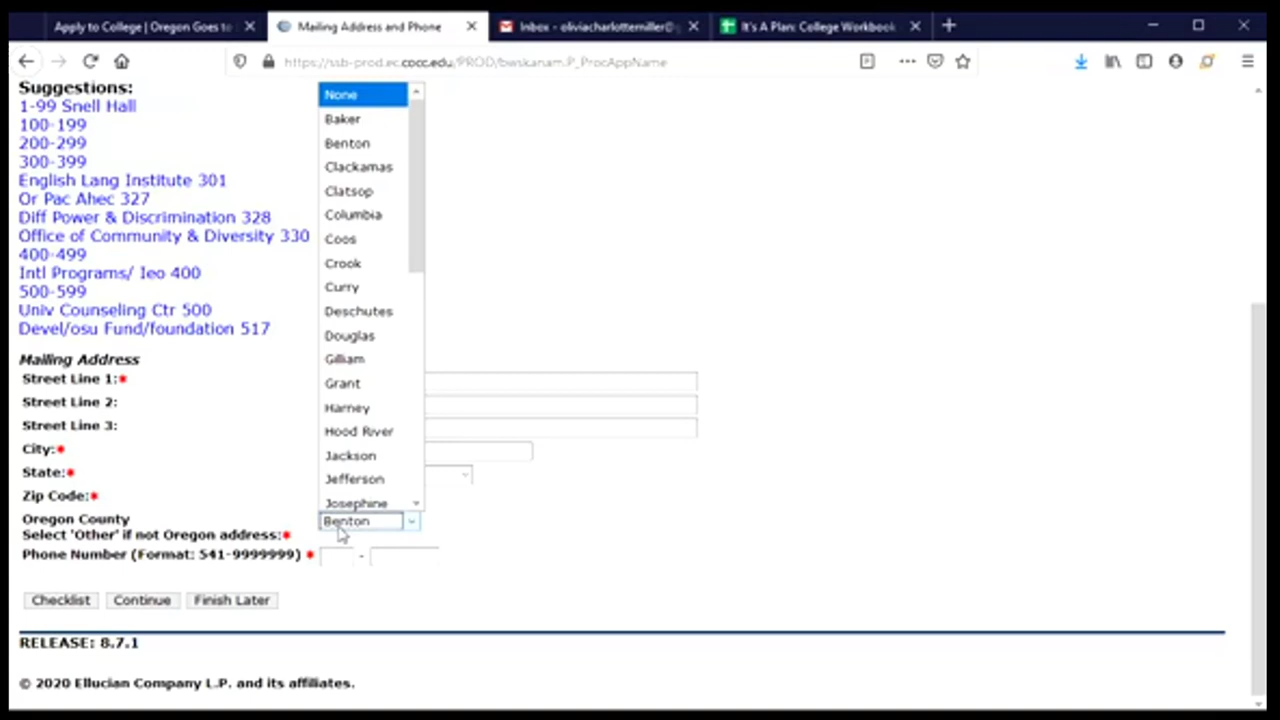 Apply to College | Oregon Goes to
Mailing Address and Phone
Inbox - oliviacharlottemiller@
It's A Plan: College Workbook
https://ssb-prod.ec.cocc.edu/PROD/bwskanam.P_ProcAppName
Suggestions:
1-99 Snell Hall
100-199
200-299
300-399
English Lang Institute 301
Or Pac Ahec 327
Diff Power & Discrimination 328
Office of Community & Diversity 330
400-499
Intl Programs/ Ieo 400
500-599
Univ Counseling Ctr 500
Devel/osu Fund/foundation 517
None
Baker
Benton
Clackamas
Clatsop
Columbia
Coos
Crook
Curry
Deschutes
Douglas
Gilliam
Grant
Harney
Hood River
Jackson
Jefferson
Josephine
Mailing Address
Street Line 1:*
Street Line 2:
Street Line 3:
City:*
State:*
Zip Code:*
Oregon County
Select 'Other' if not Oregon address:*
Benton
Phone Number (Format: 541-9999999) * -
Checklist Continue Finish Later
RELEASE: 8.7.1
© 2020 Ellucian Company L.P. and its affiliates.